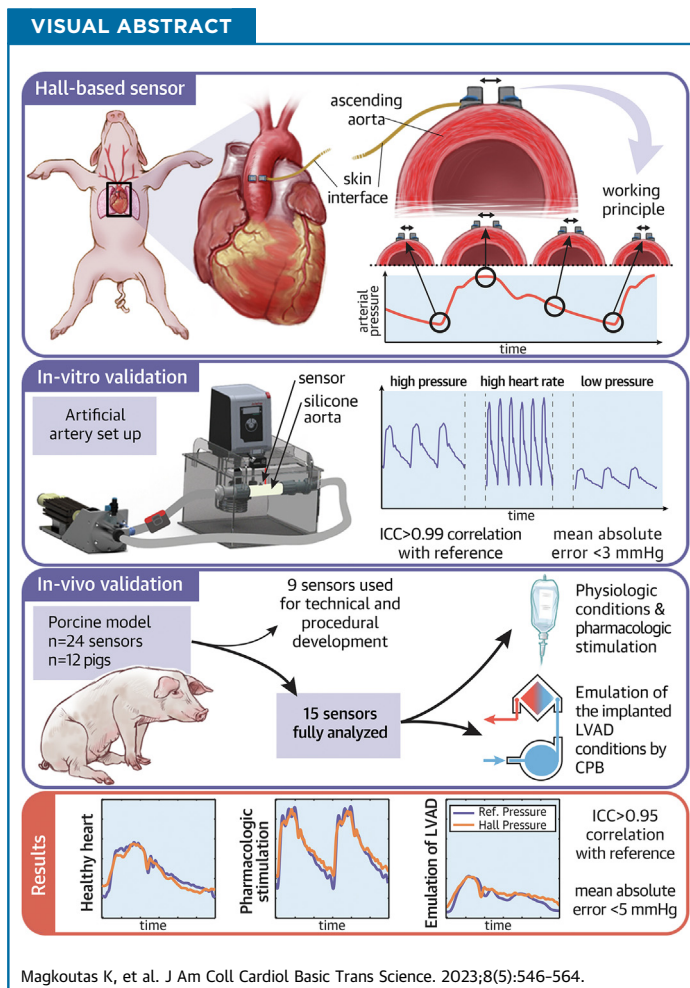 VISUAL ABSTRACT
Hall-based sensor
ascending
aorta
skin
interface
working
principle
arterial
pressure
time
In-vitro validation
Artificial
artery set up
sensor
silicone
aorta
high pressure
high heart rate
low pressure
time
ICC>0.99 correlation
with reference
mean absolute
error <3 mmHg
In-vivo validation
Porcine model
n=24 sensors
n=12 pigs
9 sensors used
for technical and
procedural
development
15 sensors
fully analyzed
Physiologic
conditions &
pharmacologic
stimulation
Emulation of
the implanted
LVAD
conditions by
CPB
Results
Healthy heart
time
Pharmacologic
stimulation
time
Emulation of LVAD
Ref. Pressure
Hall Pressure
time
ICC>0.95
correlation
with reference
mean absolute
error <5 mmHg
Magkoutas K, et al. J Am Coll Cardiol Basic Trans Science. 2023;8(5):546-564.